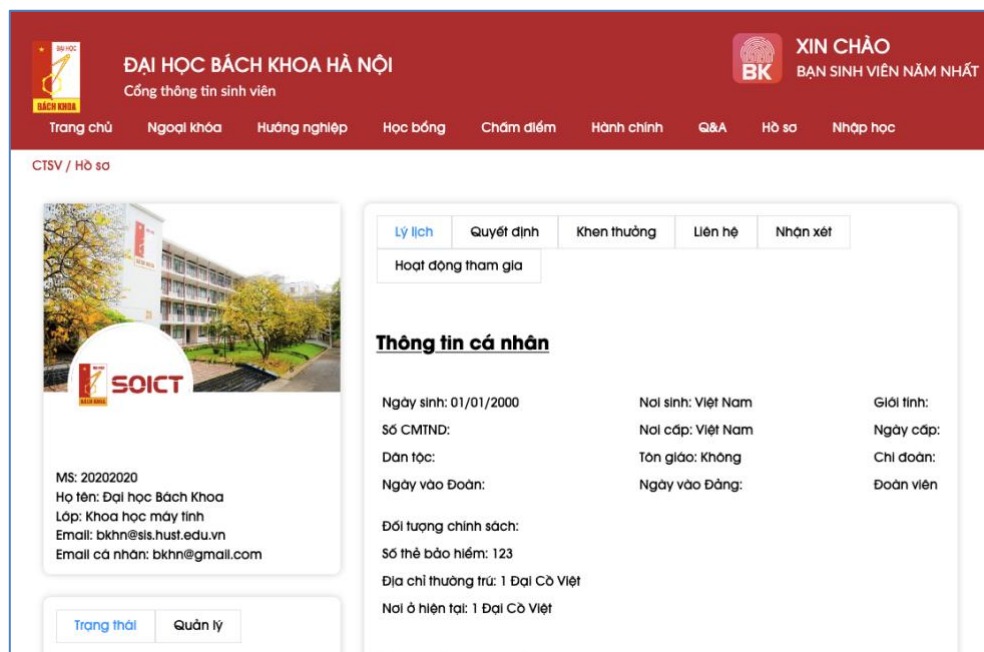 ĐẠI HỌC
BÁCH KHOA
ĐẠI HỌC BÁCH KHOA HÀ NỘI
Cổng thông tin sinh viên
BK
XIN CHÀO
BẠN SINH VIÊN NĂM NHẤT
Trang chủ Ngoại khóa Hướng nghiệp Học bổng Chấm điểm Hành chính Q&A Hồ sơ Nhập học
CTSV / Hồ sơ
SOICT
MS: 20202020
Họ tên: Đại học Bách Khoa
Lớp: Khoa học máy tính
Email: bkhn@sis.hust.edu.vn
Email cá nhân: bkhn@gmail.com
Trạng thái Quản lý
Lý lịch Quyết định Khen thưởng Liên hệ Nhận xét
Hoạt động tham gia
Thông tin cá nhân
Ngày sinh: 01/01/2000 Nơi sinh: Việt Nam Giới tính:
Số CMTND: Nơi cấp: Việt Nam Ngày cấp:
Dân tộc: Tôn giáo: Không Chi đoàn:
Ngày vào Đoàn: Ngày vào Đảng: Đoàn viên
Đối tượng chính sách:
Số thẻ bảo hiểm: 123
Địa chỉ thường trú: 1 Đại Cồ Việt
Nơi ở hiện tại: 1 Đại Cồ Việt